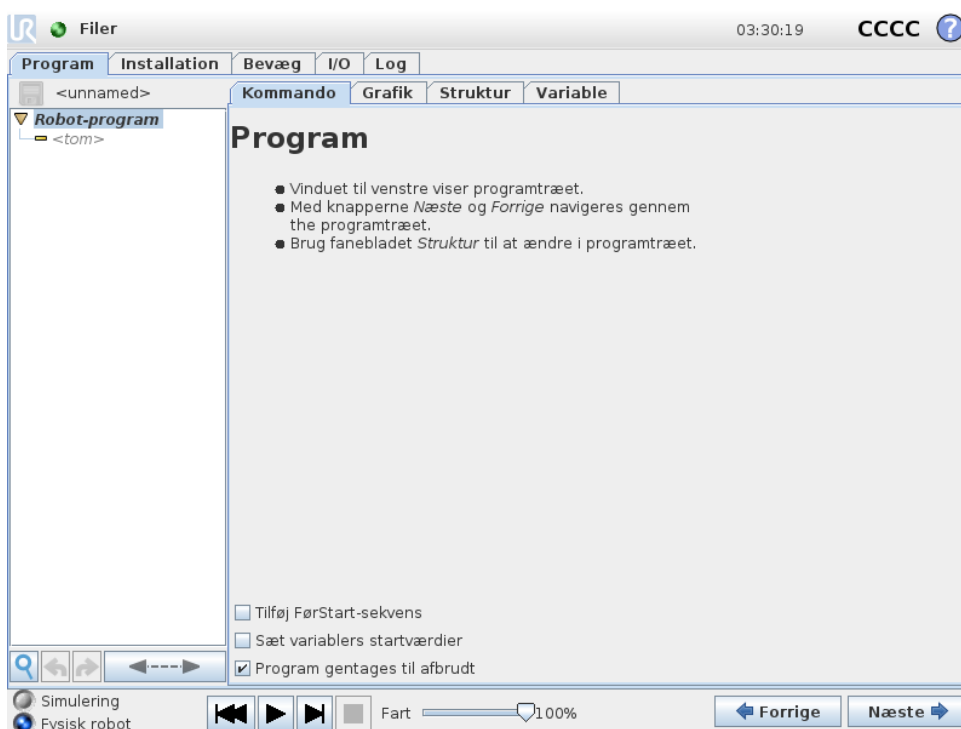 UR Filer 03:30:19 CCCC ?
Program Installation Bevæg I/O Log
<unnamed>
Kommando Grafik Struktur Variable
Robot-program
<tom>
Program
Vinduet til venstre viser programtræet.
Med knapperne Næste og Forrige navigeres gennem
the programtræet.
Brug fanebladet Struktur til at ændre i programtræet.
Tilføj FørStart-sekvens
Sæt variablers startværdier
Program gentages til afbrudt
Simulering
Fysisk robot
Fart 100%
Forrige Næste